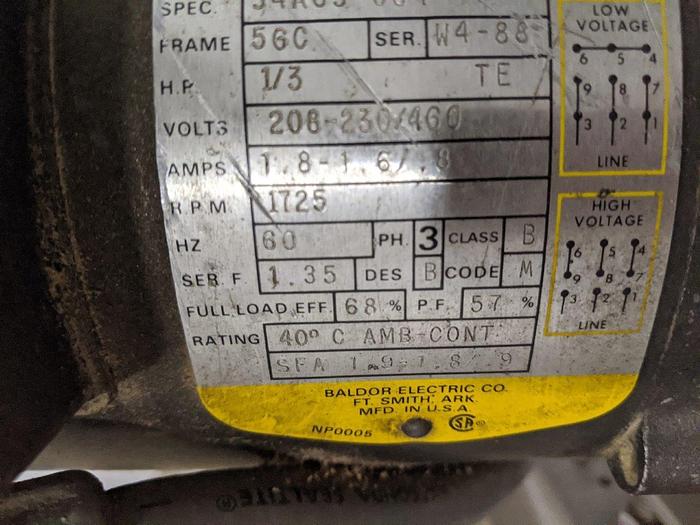 SPEC.
FRAME 56C SER. W4-88
H.P. 1/3 TE
VOLTS 208-230/460
AMPS 1.8-1.6/.8
R.P.M 1725
HZ 60 PH. 3 CLASS B
SER. F. 1.35 DES B CODE M
FULL LOAD EFF. 68 % P.F. 57 %
RATING 40° C AMB-CONT
SFA 1.9-1.8/.9
BALDOR ELECTRIC CO.
FT. SMITH. ARK.
MFD. IN U.S.A.
NP0005 SA ®
LOW
VOLTAGE
6 5 4
9 8 7
3 2 1
LINE
HIGH
VOLTAGE
6 5 4
9 8 7
3 2 1
LINE
SEALTITE®